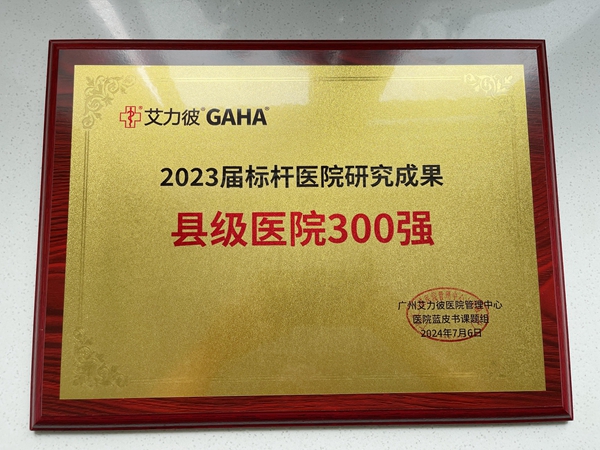 艾力彼® GAHA®
2023届标杆医院研究成果
县级医院300强
广州艾力彼医院管理中心
医院蓝皮书课题组
2024年7月6日